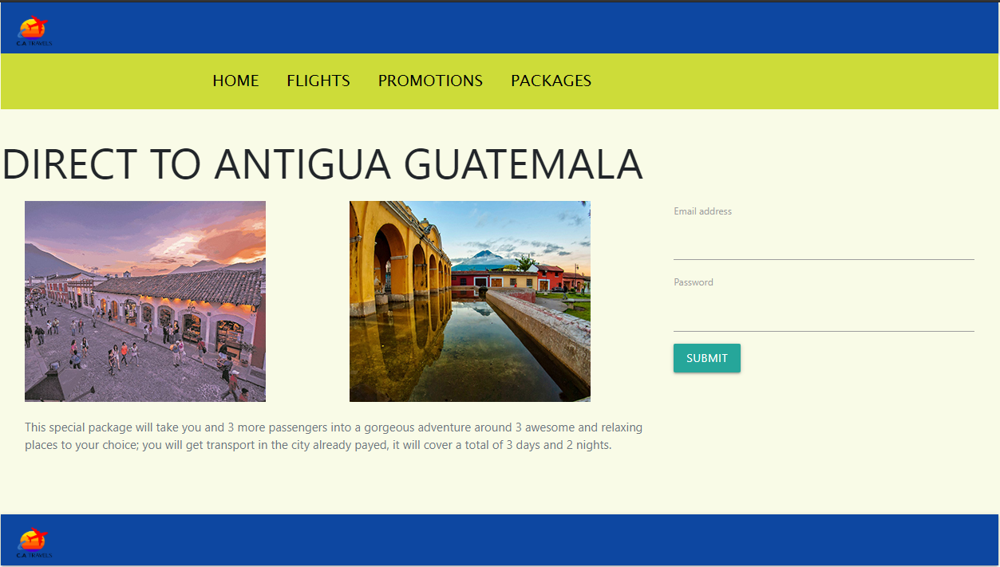 C.A TRAVELS
HOME FLIGHTS PROMOTIONS PACKAGES
DIRECT TO ANTIGUA GUATEMALA
Email address
Password
SUBMIT
This special package will take you and 3 more passengers into a gorgeous adventure around 3 awesome and relaxing
places to your choice; you will get transport in the city already payed, it will cover a total of 3 days and 2 nights.
C.A TRAVELS